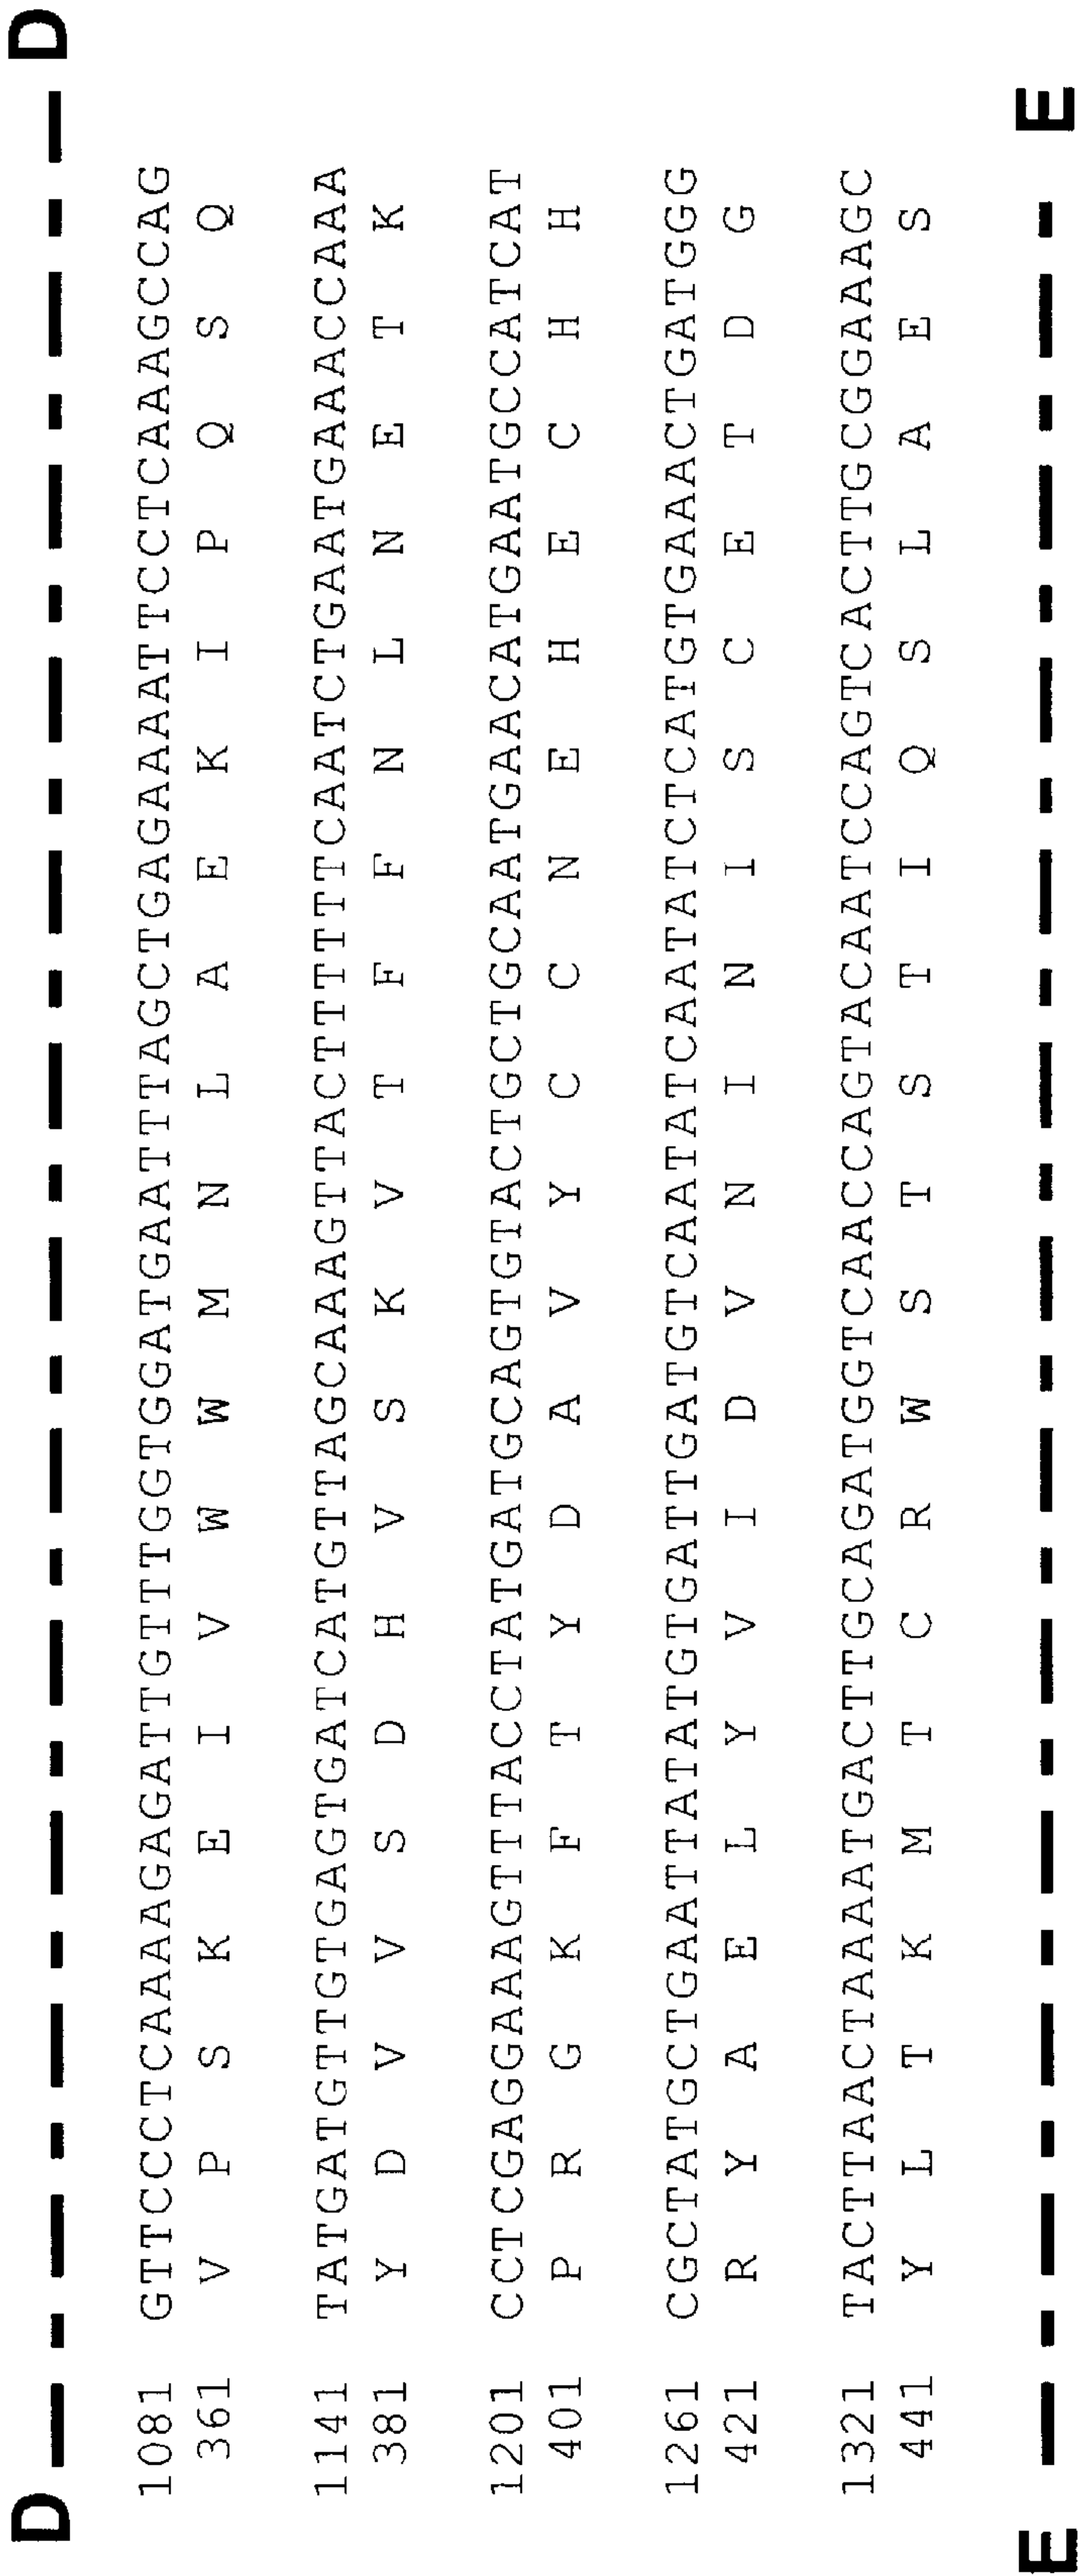 D D
1081 GTTCCCTCAAAAGAGATTGTTTGGTGGATGAATTTAGCTGAGAAAATTCCTCAAAGCCAG
361 V P S K E I V W W M N L A E K I P Q S Q
1141 TATGATGTTGTGAGTGATCATGTTAGCAAAGTTACTTTTTTCAATCTGAATGAAACCAAA
381 Y D V V S D H V S K V T F F N L N E T K
1201 CCTCGAGGAAAGTTTACCTATGATGCAGTGTACTGCTGCAATGAACATGAATGCCATCAT
401 P R G K F T Y D A V Y C C N E H E C H H
1261 CGCTATGCTGAATTATATGTGATTGATGTCAATATCAATATCTCATGTGAAACTGATGGG
421 R Y A E L Y V I D V N I N I S C E T D G
1321 TACTTAACTAAAATGACTTGCAGATGGTCAACCAGTACAATCCAGTCACTTGCGGAAAGC
441 Y L T K M T C R W S T S T I Q S L A E S
E E